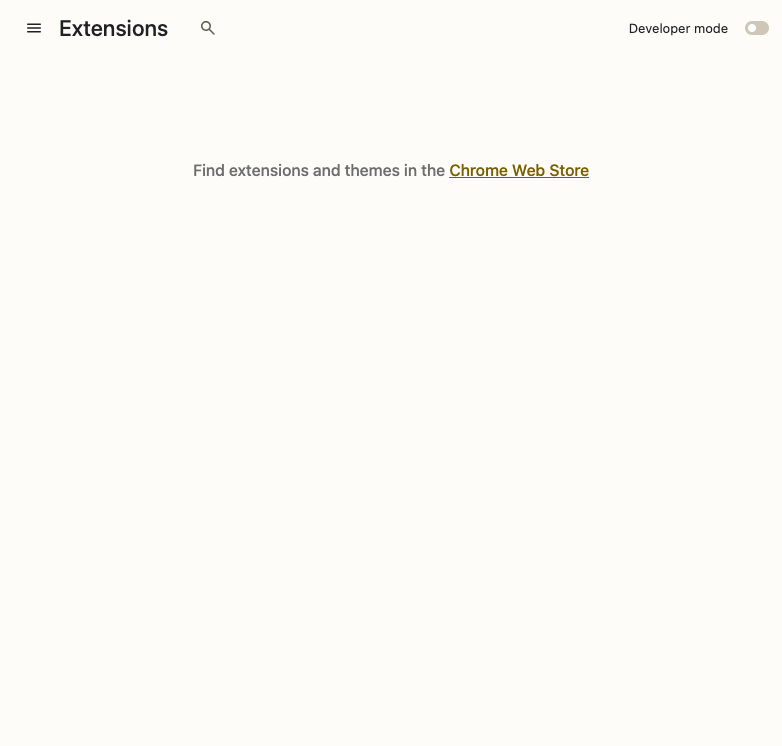 Extensions
Developer mode
Find extensions and themes in the Chrome Web Store